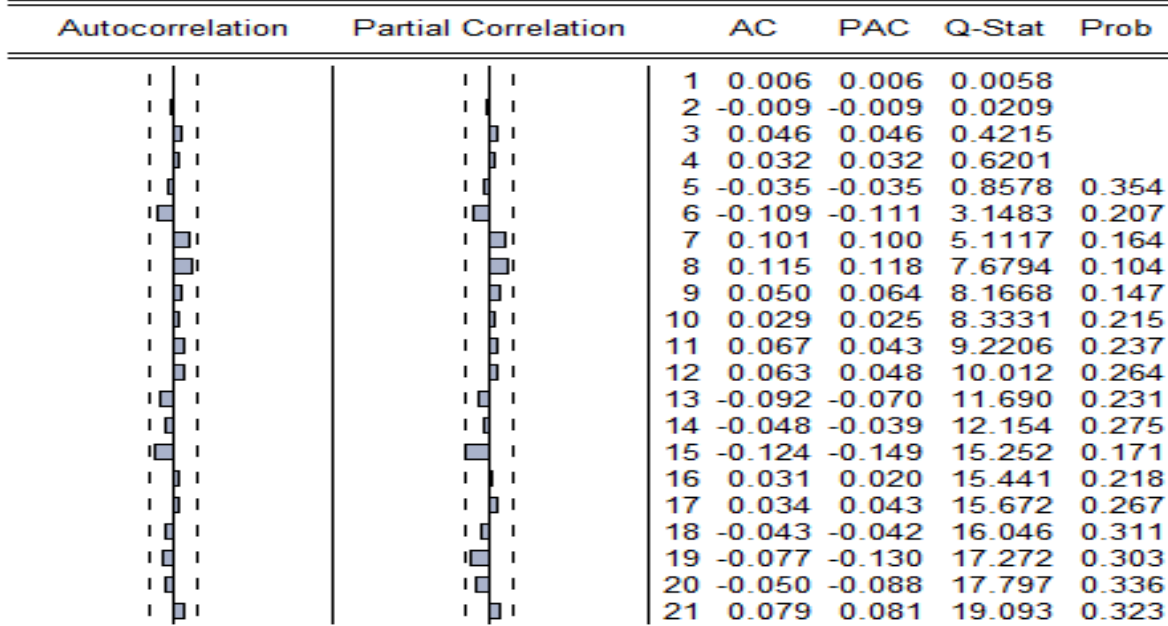 Autocorrelation Partial Correlation AC PAC Q-Stat Prob
1 0.006 0.006 0.0058
2 -0.009 -0.009 0.0209
3 0.046 0.046 0.4215
4 0.032 0.032 0.6201
5 -0.035 -0.035 0.8578 0.354
6 -0.109 -0.111 3.1483 0.207
7 0.101 0.100 5.1117 0.164
8 0.115 0.118 7.6794 0.104
9 0.050 0.064 8.1668 0.147
10 0.029 0.025 8.3331 0.215
11 0.067 0.043 9.2206 0.237
12 0.063 0.048 10.012 0.264
13 -0.092 -0.070 11.690 0.231
14 -0.048 -0.039 12.154 0.275
15 -0.124 -0.149 15.252 0.171
16 0.031 0.020 15.441 0.218
17 0.034 0.043 15.672 0.267
18 -0.043 -0.042 16.046 0.311
19 -0.077 -0.130 17.272 0.303
20 -0.050 -0.088 17.797 0.336
21 0.079 0.081 19.093 0.323